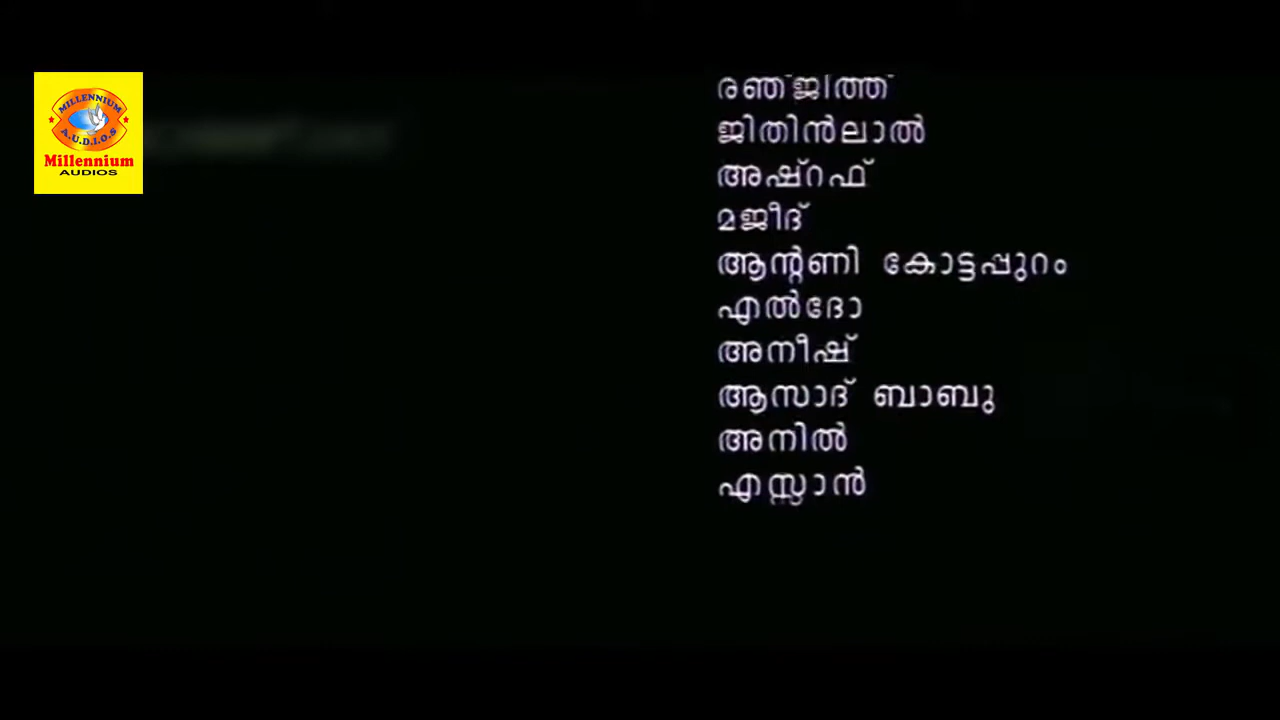 MILLENNIUM
A.U.D.I.O.S
Millennium
AUDIOS
രഞ്ജിത്ത്
ജിതിൻലാൽ
അഷ്റഫ്
മജീദ്
ആന്റണി കോട്ടപ്പുറം
എൽദോ
അനീഷ്
ആസാദ് ബാബു
അനിൽ
എസ്സാൻ